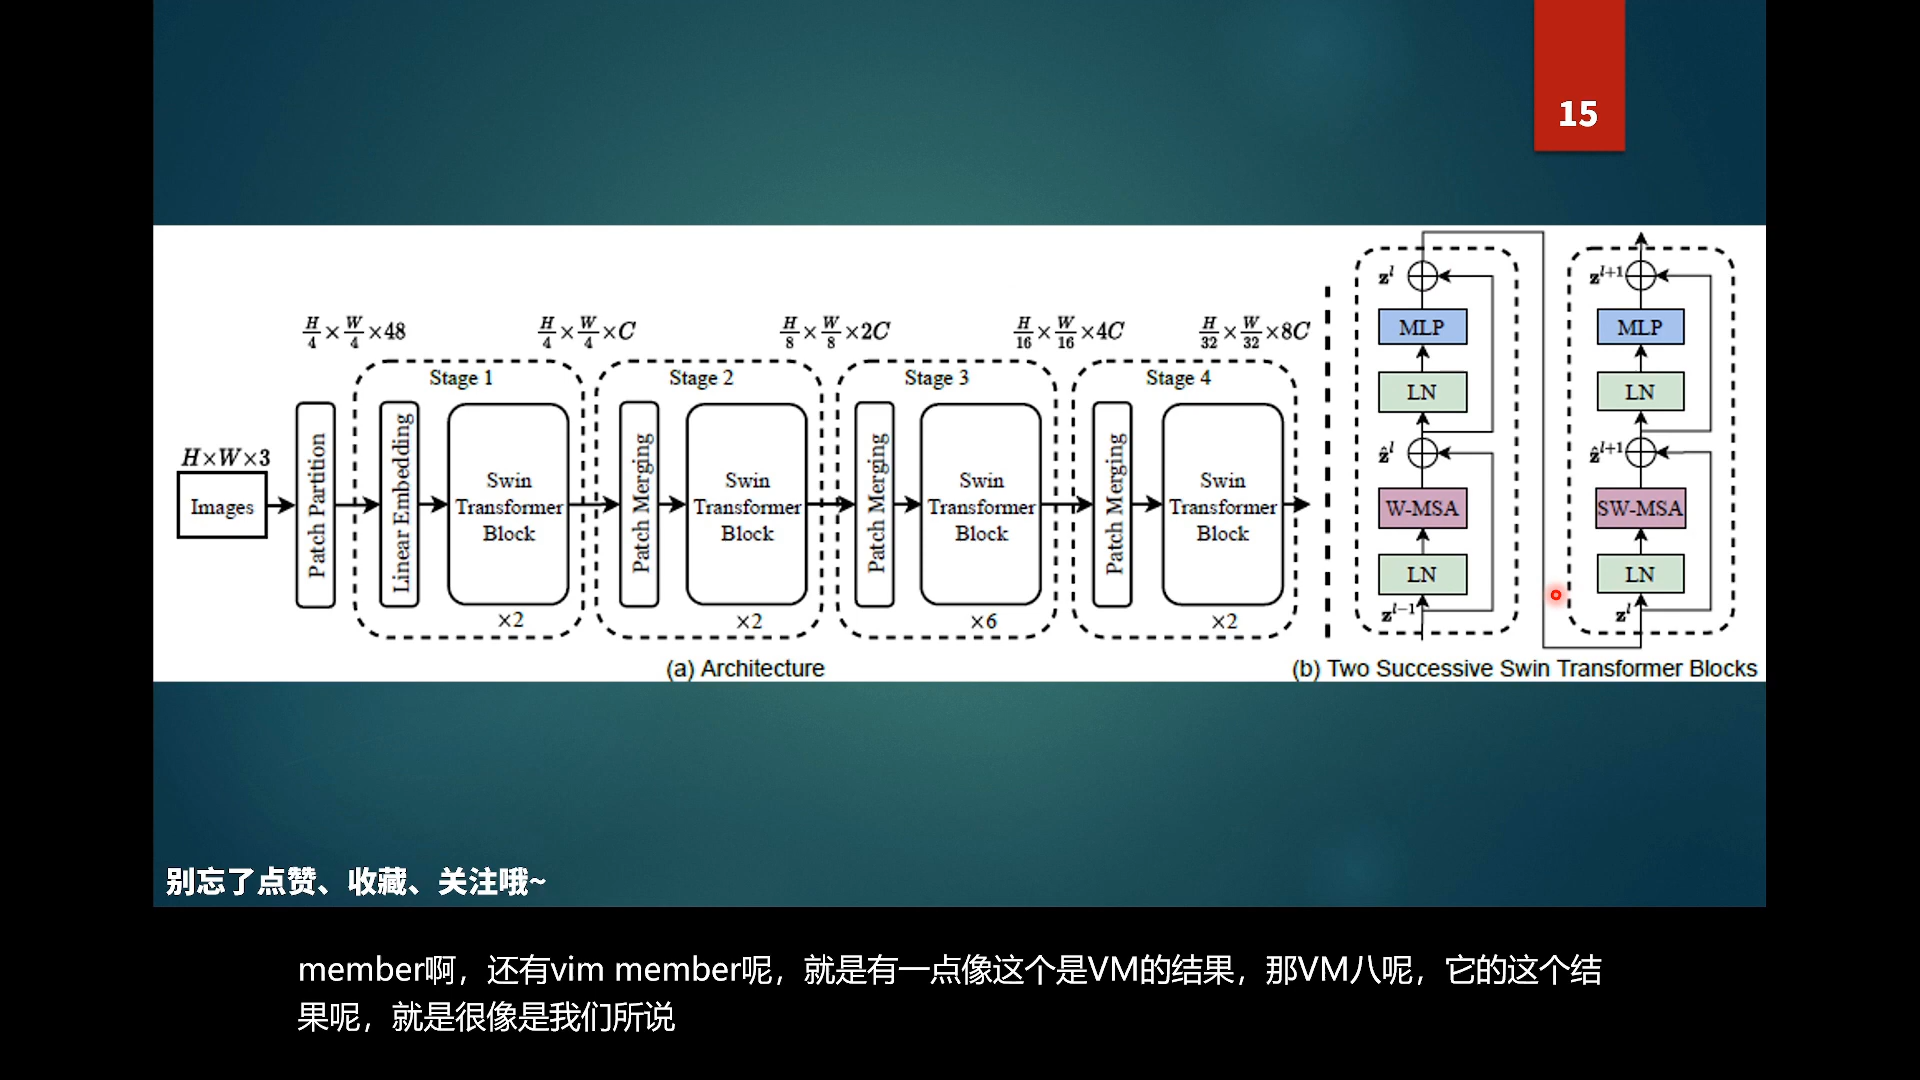 15
H/4 × W/4 × 48
H/4 × W/4 × C
H/8 × W/8 × 2C
H/16 × W/16 × 4C
H/32 × W/32 × 8C
Stage 1
Stage 2
Stage 3
Stage 4
H×W×3
Images
Patch Partition
Linear Embedding
Swin
Transformer
Block
×2
Patch Merging
Swin
Transformer
Block
×2
Patch Merging
Swin
Transformer
Block
×6
Patch Merging
Swin
Transformer
Block
×2
(a) Architecture
z^l
MLP
LN
ẑ^l
W-MSA
LN
z^{l-1}
z^{l+1}
MLP
LN
ẑ^{l+1}
SW-MSA
LN
z^l
(b) Two Successive Swin Transformer Blocks
别忘了点赞、收藏、关注哦~
member啊，还有vim member呢，就是有一点像这个是VM的结果，那VM八呢，它的这个结
果呢，就是很像是我们所说